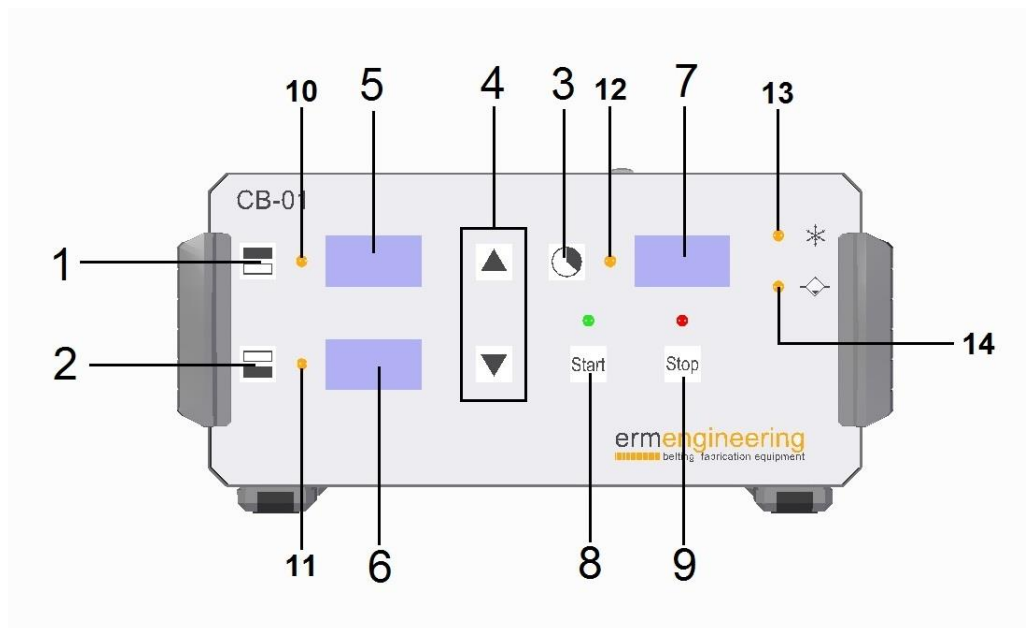 10 5 4 3 12 7 13
CB-01
1
2
14
Start Stop
ermengineering
belting fabrication equipment
11 6 8 9